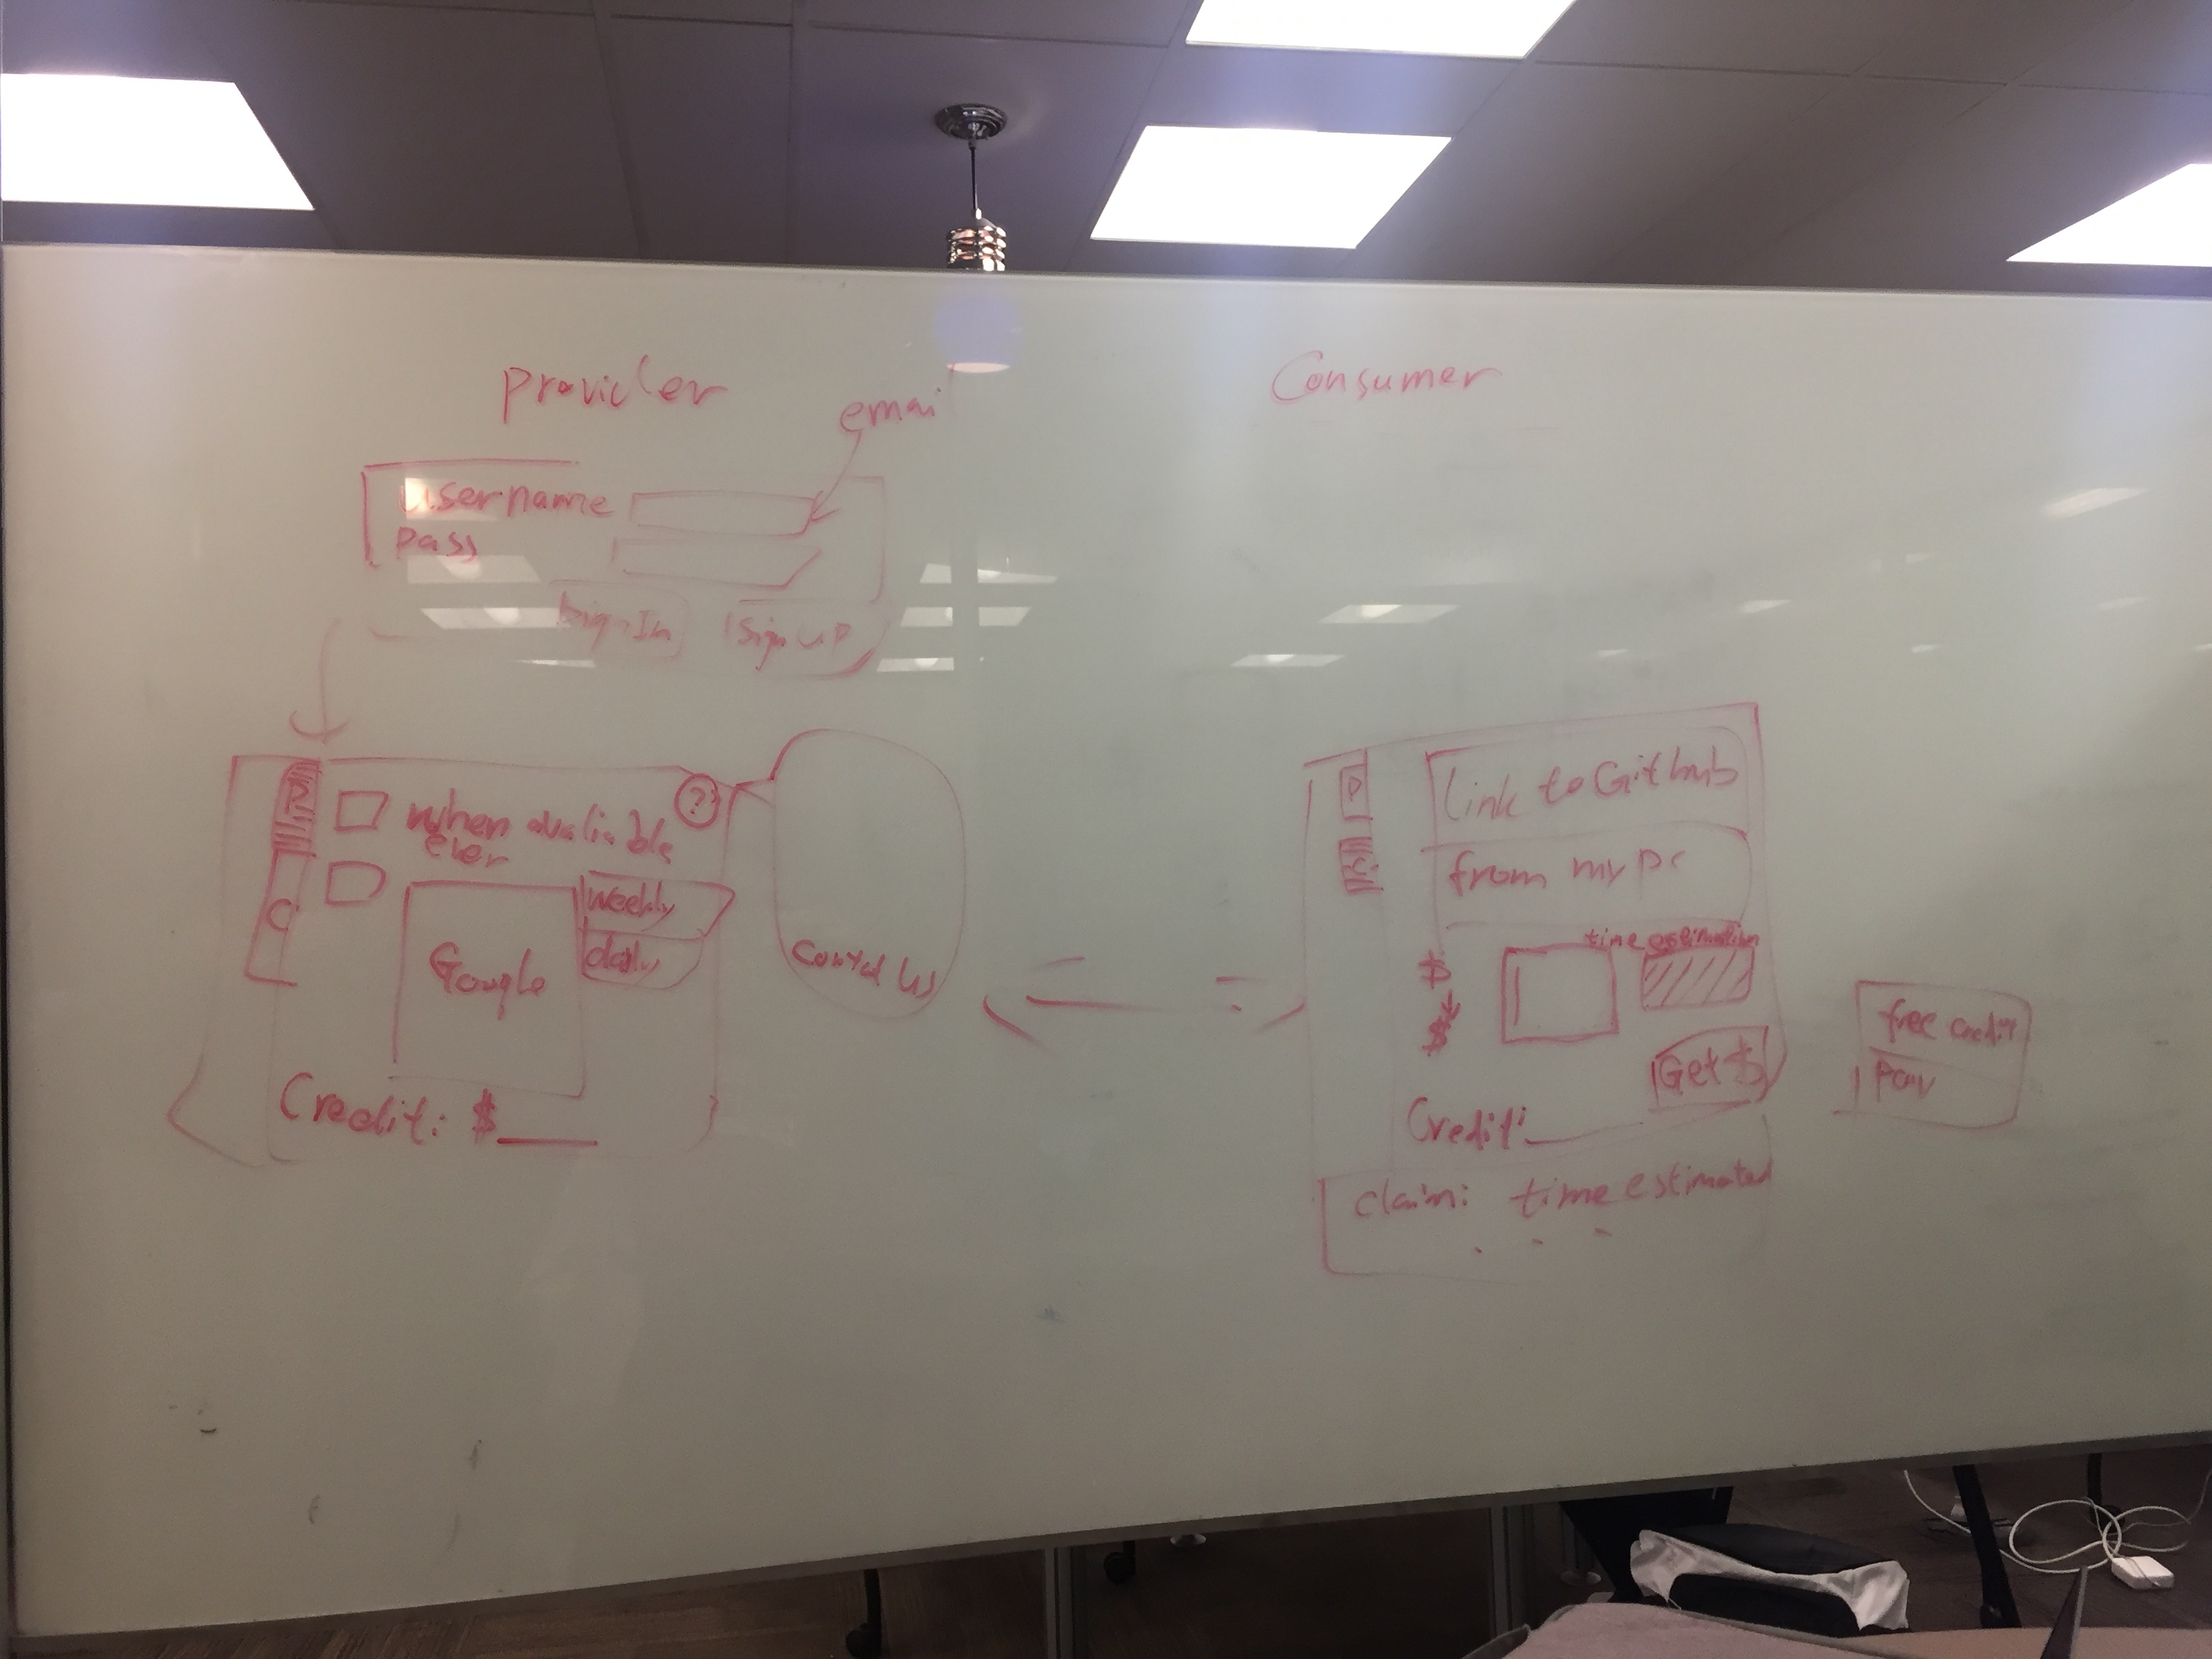 Provider
email
Username
Pass
Sign In
Sign UP
P
when avaliable
ever
?
C
weekly
daily
Google
Contact Us
Credit: $
Consumer
P
Link to Github
C
from my pc
time estimation
$
$
Get $
Credit:
claim: time estimated
. . .
free credit
Pay